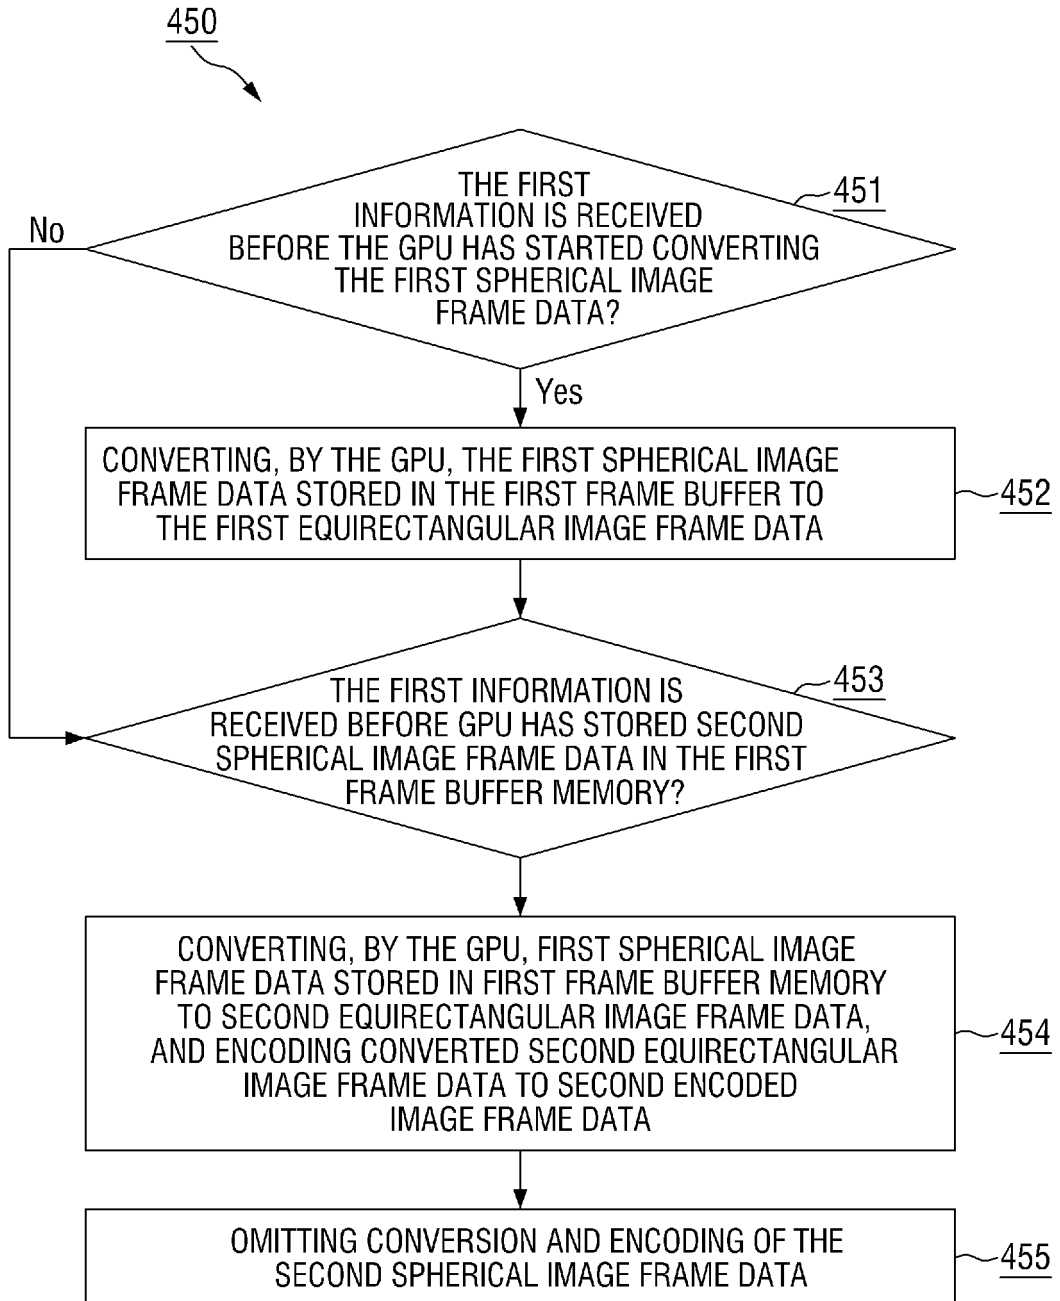 450
THE FIRST
INFORMATION IS RECEIVED
BEFORE THE GPU HAS STARTED CONVERTING
THE FIRST SPHERICAL IMAGE
FRAME DATA?
451
No
Yes
CONVERTING, BY THE GPU, THE FIRST SPHERICAL IMAGE
FRAME DATA STORED IN THE FIRST FRAME BUFFER TO
THE FIRST EQUIRECTANGULAR IMAGE FRAME DATA
452
THE FIRST INFORMATION IS
RECEIVED BEFORE GPU HAS STORED SECOND
SPHERICAL IMAGE FRAME DATA IN THE FIRST
FRAME BUFFER MEMORY?
453
CONVERTING, BY THE GPU, FIRST SPHERICAL IMAGE
FRAME DATA STORED IN FIRST FRAME BUFFER MEMORY
TO SECOND EQUIRECTANGULAR IMAGE FRAME DATA,
AND ENCODING CONVERTED SECOND EQUIRECTANGULAR
IMAGE FRAME DATA TO SECOND ENCODED
IMAGE FRAME DATA
454
OMITTING CONVERSION AND ENCODING OF THE
SECOND SPHERICAL IMAGE FRAME DATA
455